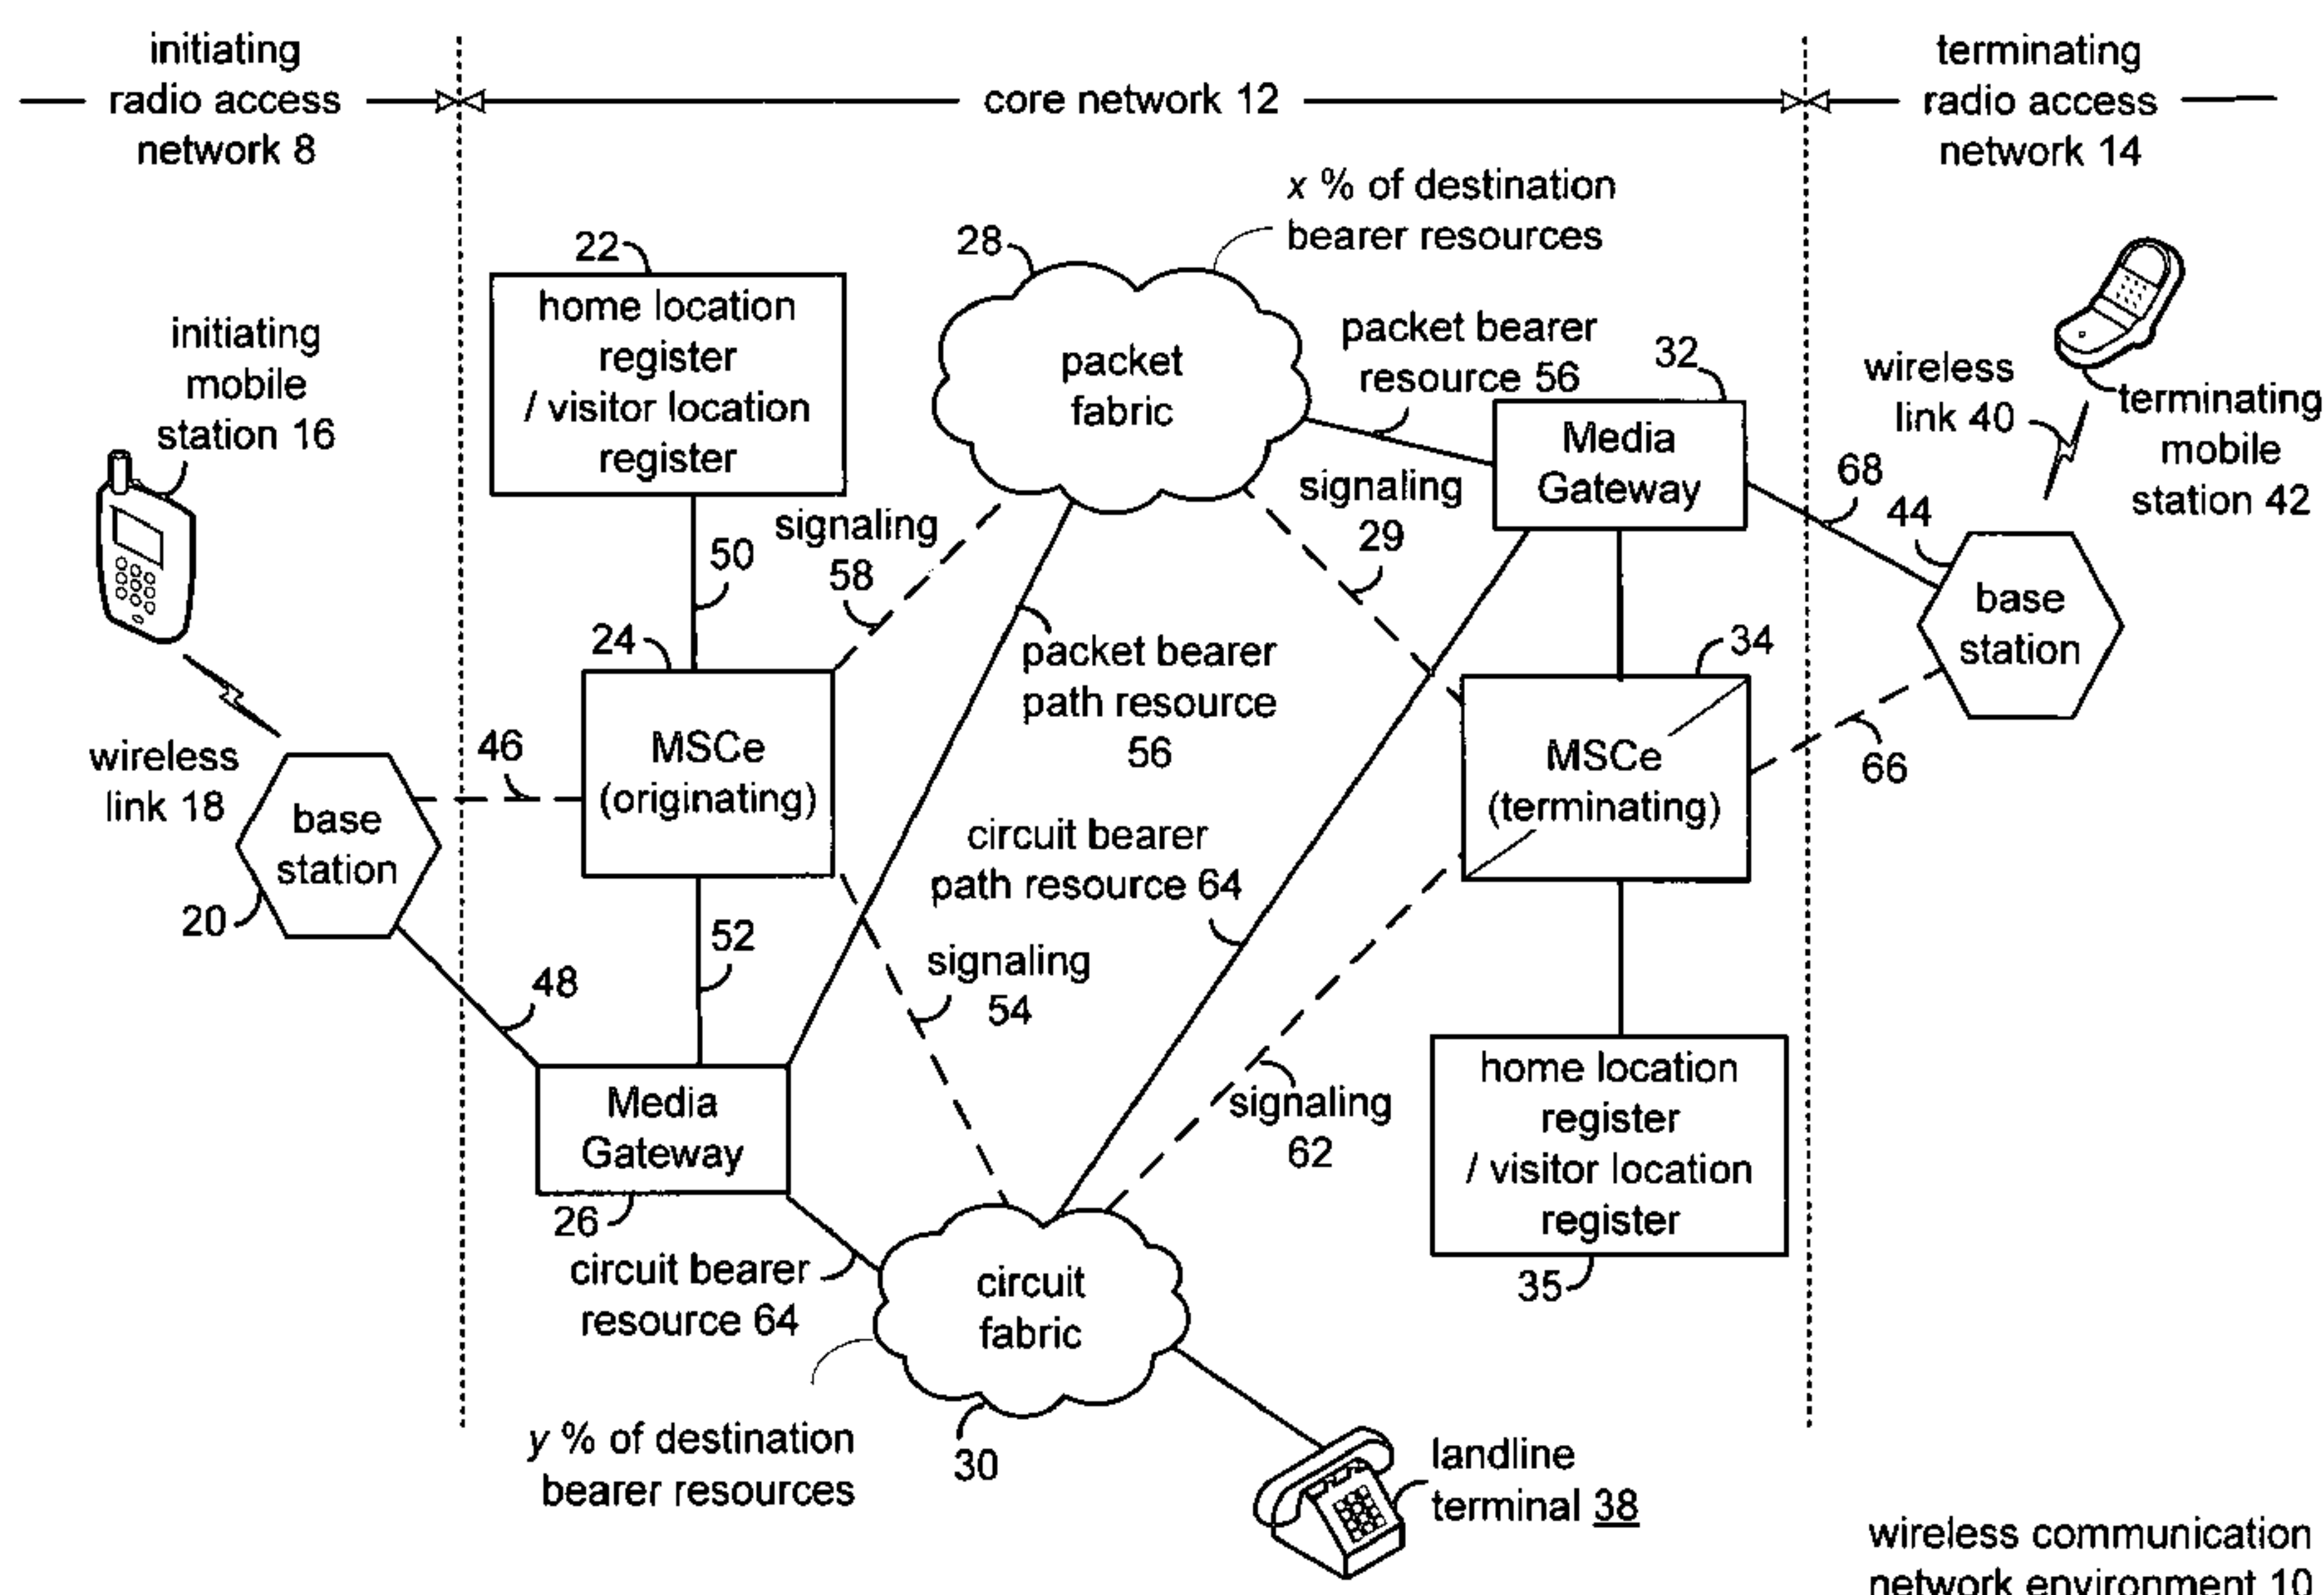 initiating
radio access
network 8
core network 12
terminating
radio access
network 14
x % of destination
bearer resources
28
22
home location
register
/ visitor location
register
initiating
mobile
station 16
packet
fabric
packet bearer
resource 56
32
Media
Gateway
wireless
link 40
terminating
mobile
station 42
68
44
signaling
29
signaling
58
50
base
station
24
packet bearer
path resource
56
34
MSCe
(originating)
MSCe
(terminating)
46
wireless
link 18
66
base
station
20
circuit bearer
path resource 64
52
signaling
54
48
Media
Gateway
26
signaling
62
home location
register
/ visitor location
register
35
circuit bearer
resource 64
circuit
fabric
y % of destination
bearer resources
30
landline
terminal 38
wireless communication
network environment 10